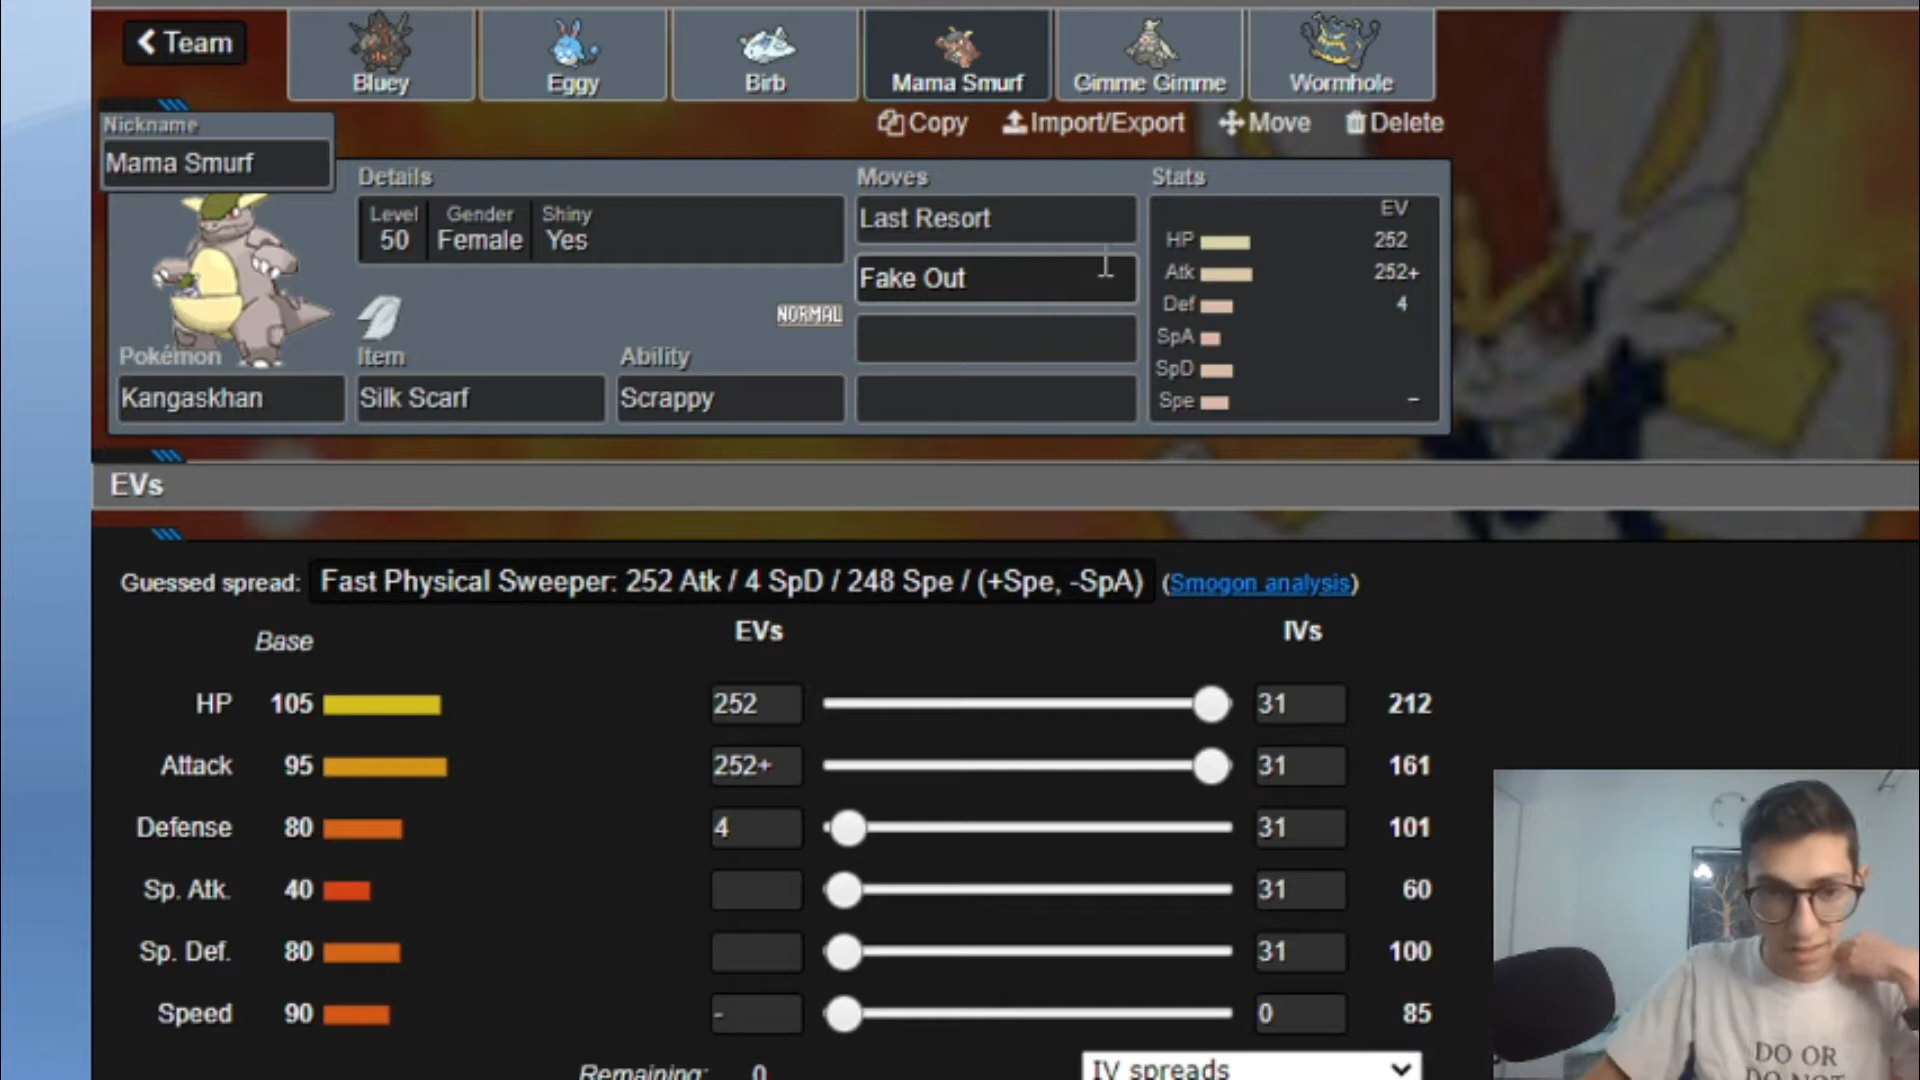 Team
Bluey
Eggy
Birb
Mama Smurf
Gimme Gimme
Wormhole
Copy
Import/Export
Move
Delete
Nickname
Mama Smurf
Details
Level
50
Gender
Female
Shiny
Yes
NORMAL
Pokémon
Kangaskhan
Item
Silk Scarf
Ability
Scrappy
Moves
Last Resort
Fake Out
Stats
EV
HP 252
Atk 252+
Def 4
SpA
SpD
Spe −
EVs
Guessed spread: Fast Physical Sweeper: 252 Atk / 4 SpD / 248 Spe / (+Spe, -SpA) (Smogon analysis)
Base EVs IVs
HP 105 252 31 212
Attack 95 252+ 31 161
Defense 80 4 31 101
Sp. Atk. 40 31 60
Sp. Def. 80 31 100
Speed 90 - 0 85
Remaining: 0
IV spreads
DO OR
DO NOT